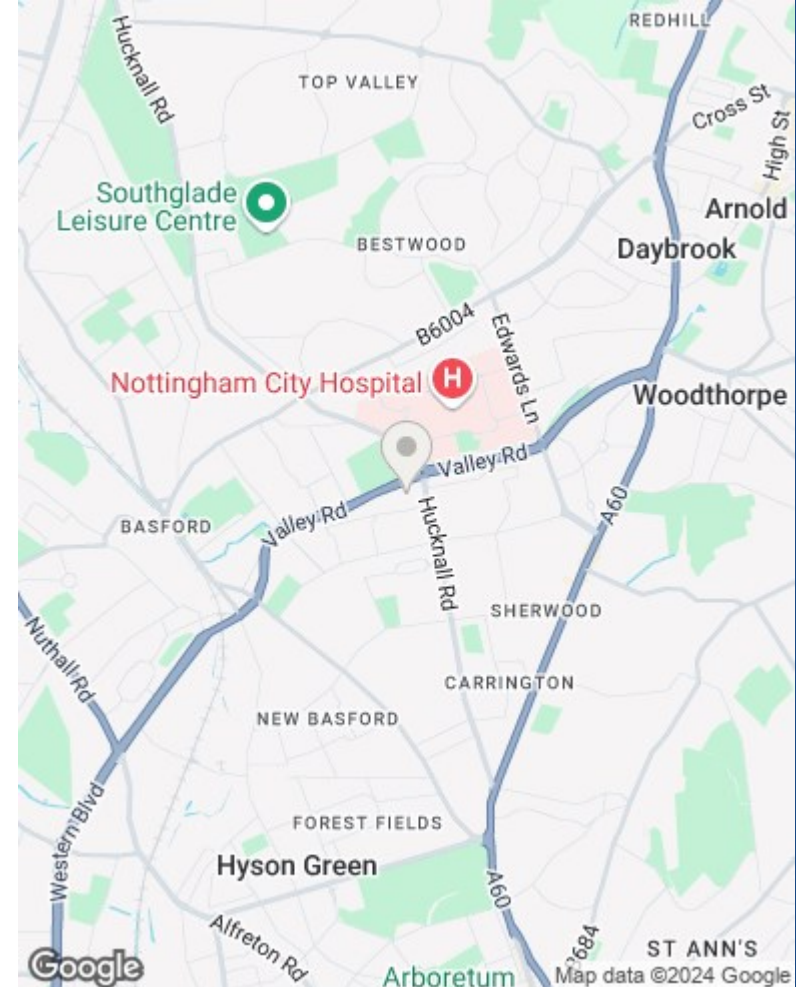 REDHILL
Hucknall Rd
TOP VALLEY
Cross St
High St
Southglade
Leisure Centre
Arnold
BESTWOOD
Daybrook
B6004
Edwards Ln
Nottingham City Hospital
H
Woodthorpe
Valley Rd
A60
Valley Rd
Hucknall Rd
BASFORD
SHERWOOD
Nuthall Rd
CARRINGTON
NEW BASFORD
Western Blvd
FOREST FIELDS
Hyson Green
A60
Alfreton Rd
ST ANN'S
Google
Arboretum
Map data ©2024 Google